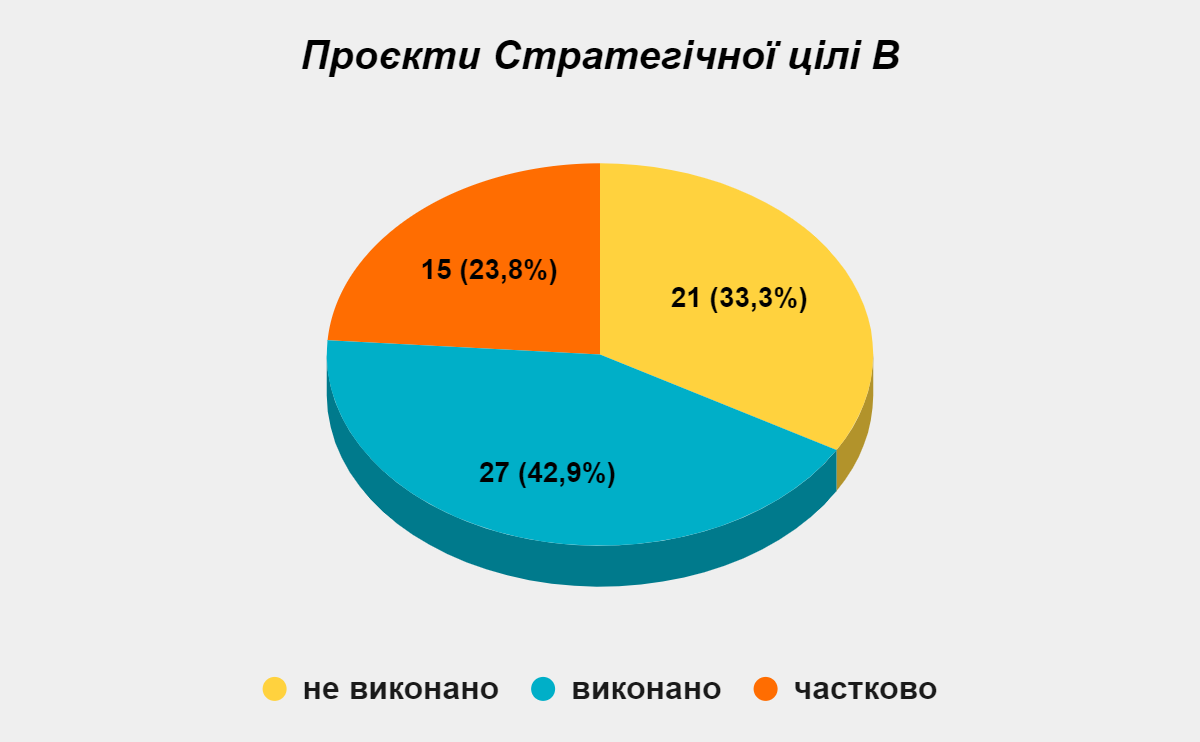 Проєкти Стратегічної цілі В
15 (23,8%)
21 (33,3%)
27 (42,9%)
не виконано
виконано
частково